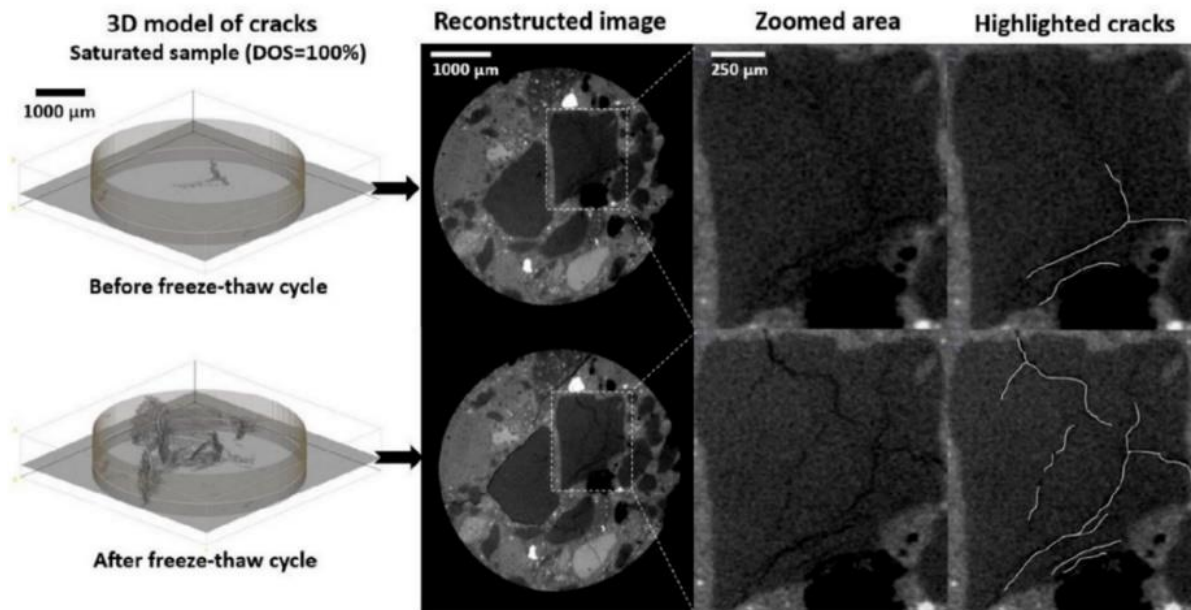 3D model of cracks
Saturated sample (DOS=100%)
1000 µm
Before freeze-thaw cycle
After freeze-thaw cycle
Reconstructed image
1000 µm
Zoomed area
250 µm
Highlighted cracks